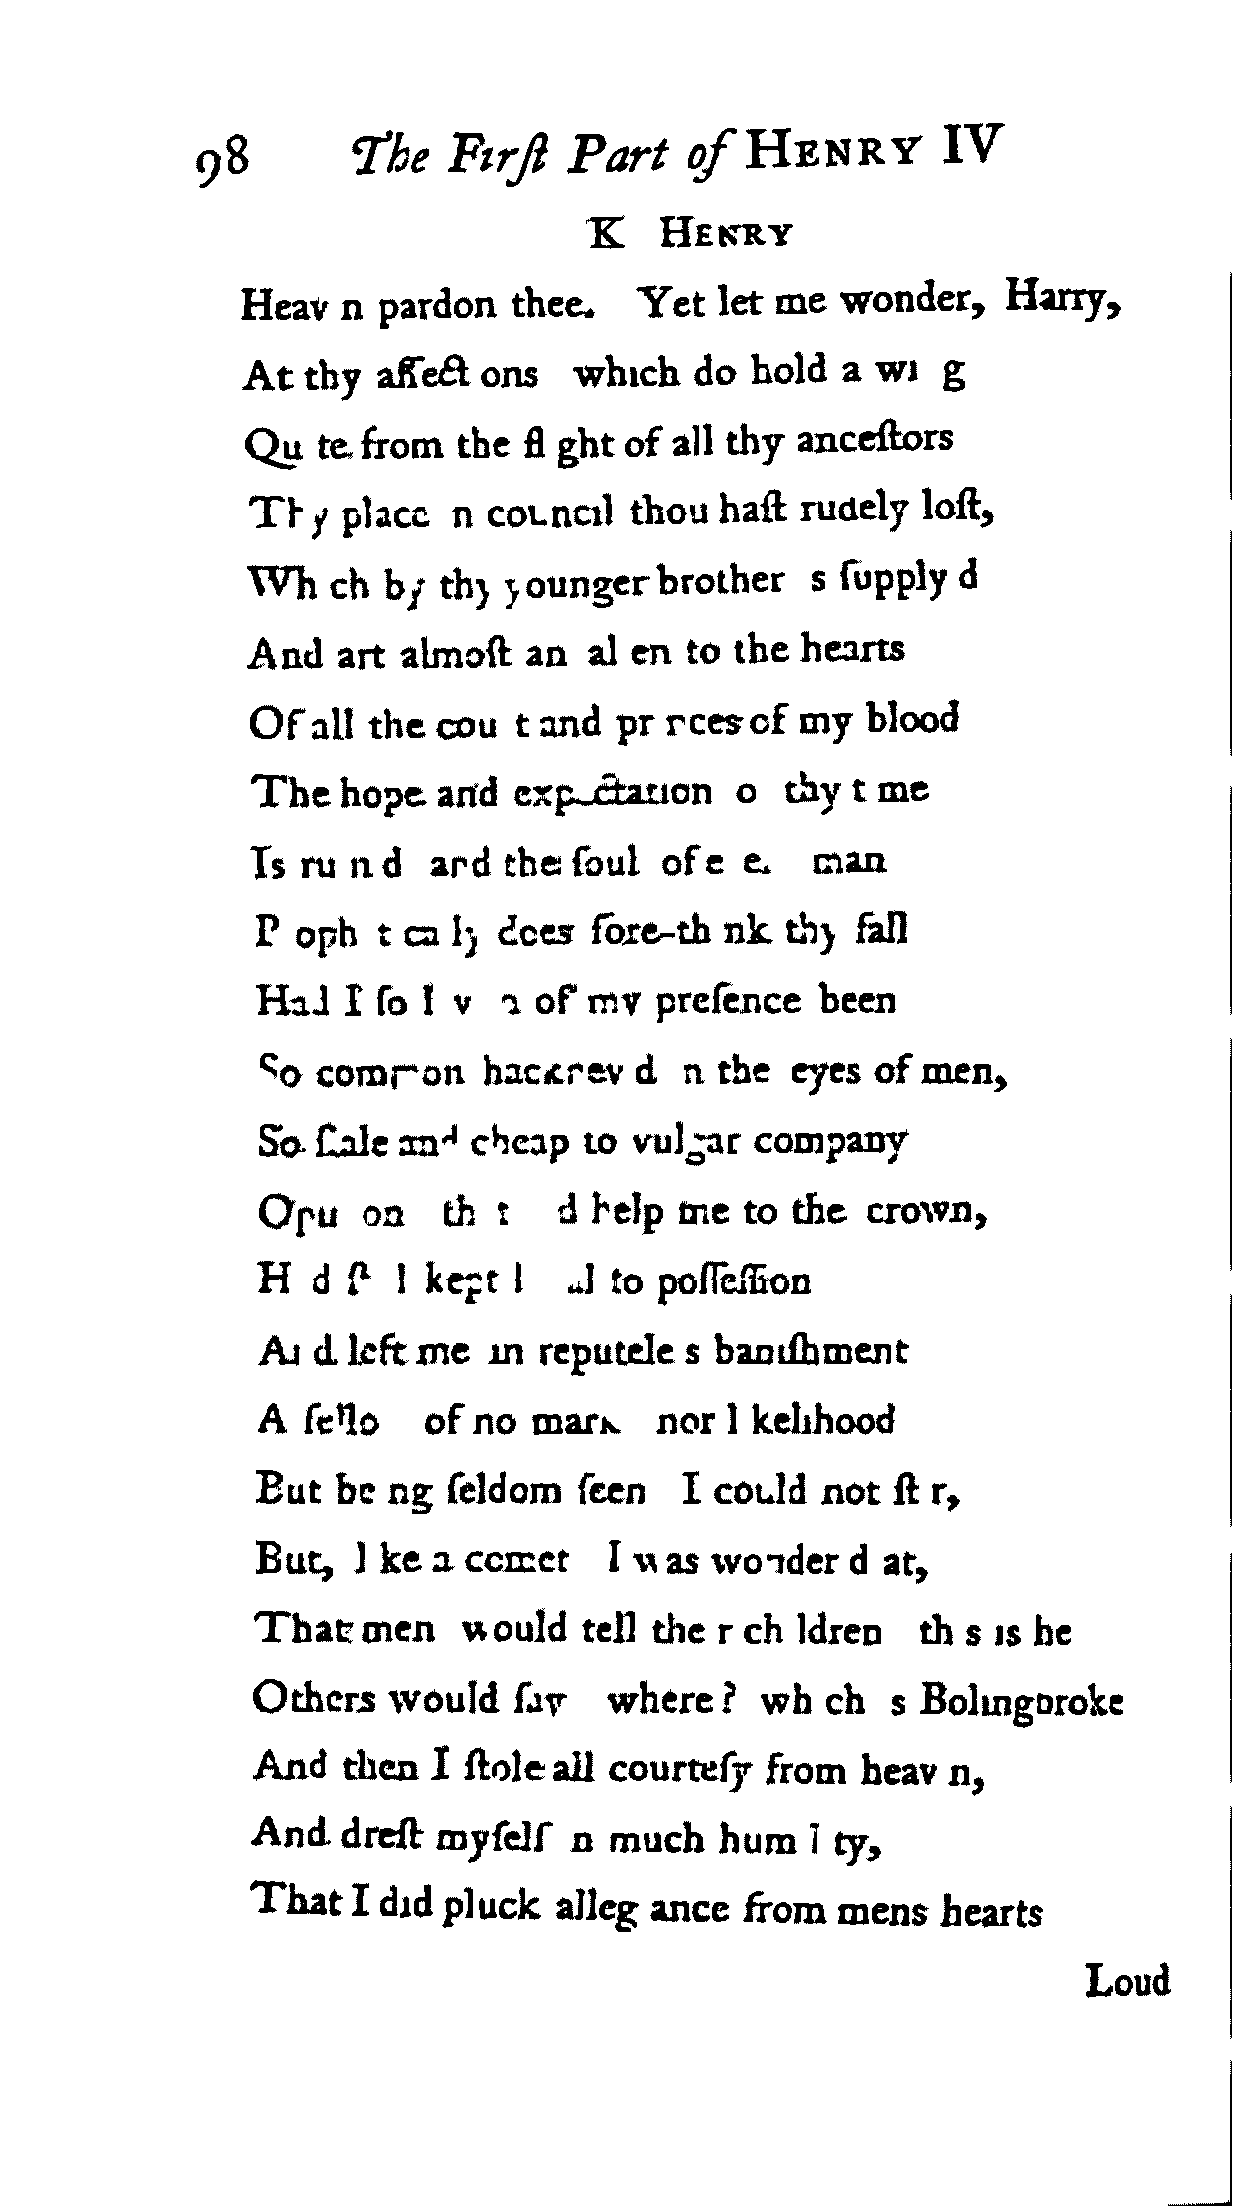 98 The Firſt Part of HENRY IV
K HENRY
Heav n pardon thee. Yet let me wonder, Harry,
At thy affect ons which do hold a wi g
Qu te from the fl ght of all thy anceſtors
Thy place n council thou haſt rudely loſt,
Wh ch by thy younger brother s ſupply d
And art almoſt an al en to the hearts
Of all the cou t and pr nces of my blood
The hope and expectation o thy t me
Is ru n d and the ſoul of e e man
P oph t ca ly does fore-th nk thy fall
Had I ſo l v of my preſence been
So common hackney d n the eyes of men,
So ſtale and cheap to vulgar company
Op on th t d help me to the crown,
H d ſt l kept l to poſſeſſion
And left me in reputele s baniſhment
A fello of no mark nor l kelihood
But be ng ſeldom ſeen I could not ſt r,
But, l ke a comet I was wonder d at,
That men would tell the r ch ldren th s is he
Others would ſay where? wh ch s Bolingbroke
And then I ſtole all courteſy from heav n,
And dreſt myſelf n much hum l ty,
That I did pluck alleg ance from mens hearts
Loud